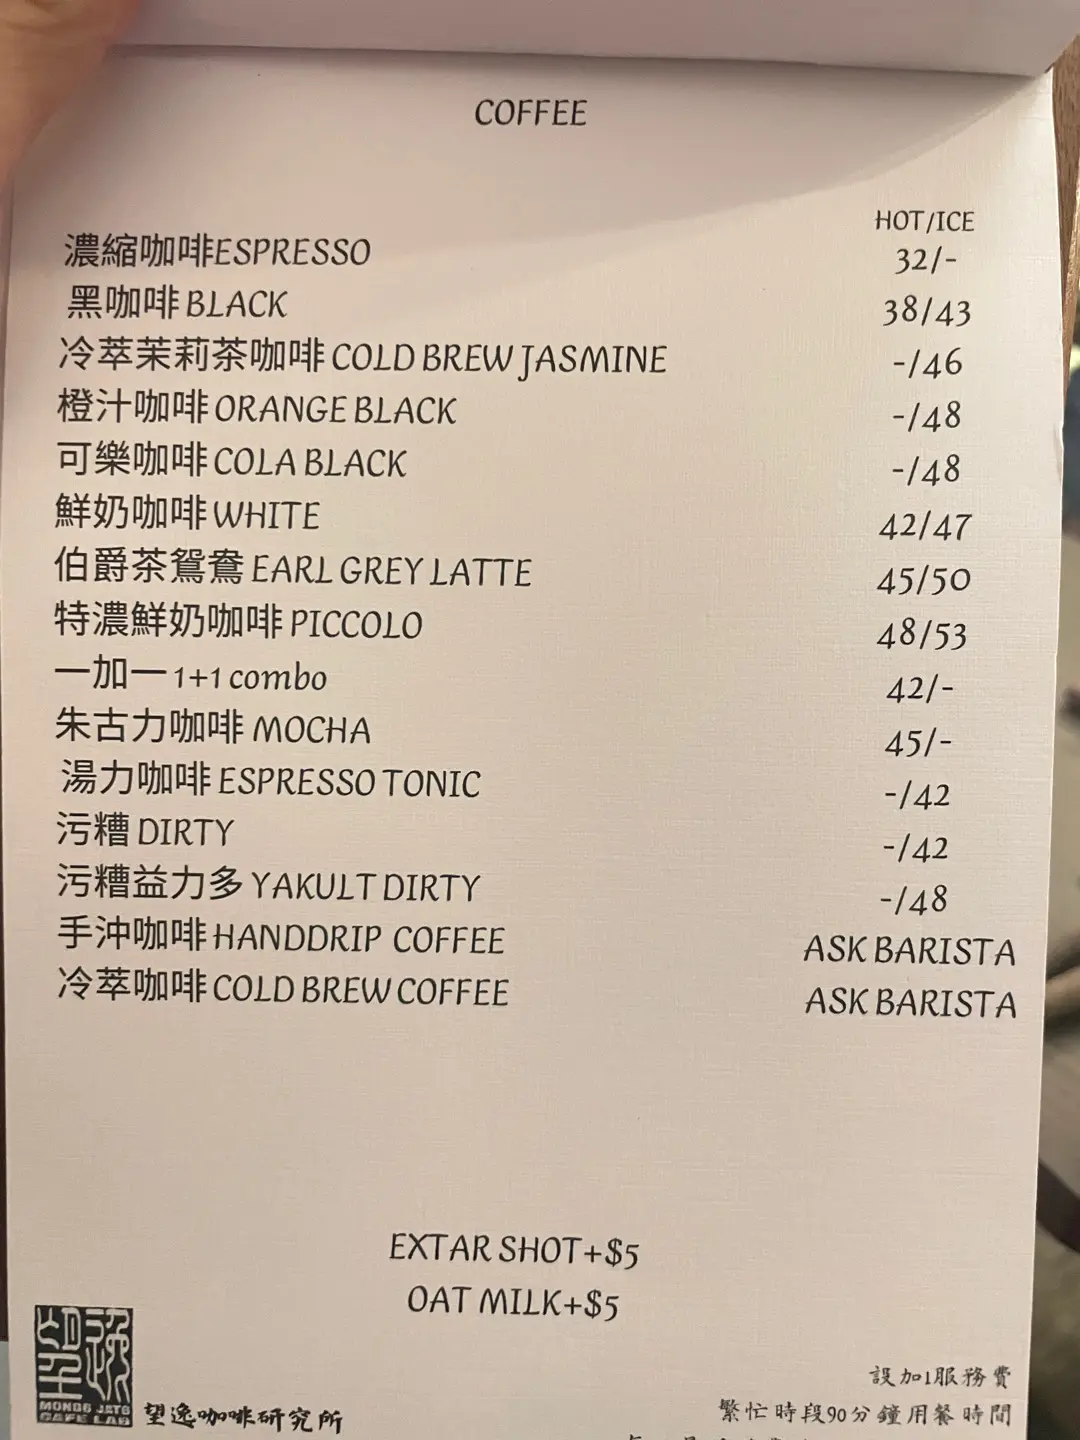 COFFEE
HOT/ICE
濃縮咖啡ESPRESSO 32/-
黑咖啡 BLACK 38/43
冷萃茉莉茶咖啡 COLD BREW JASMINE -/46
橙汁咖啡 ORANGE BLACK -/48
可樂咖啡 COLA BLACK -/48
鮮奶咖啡 WHITE 42/47
伯爵茶鴛鴦 EARL GREY LATTE 45/50
特濃鮮奶咖啡 PICCOLO 48/53
一加一 1+1 combo 42/-
朱古力咖啡 MOCHA 45/-
湯力咖啡 ESPRESSO TONIC -/42
污糟 DIRTY -/42
污糟益力多 YAKULT DIRTY -/48
手沖咖啡 HANDDRIP COFFEE ASK BARISTA
冷萃咖啡 COLD BREW COFFEE ASK BARISTA
EXTAR SHOT+$5
OAT MILK+$5
望逸
MONGG JATG
CAFE LAB
望逸咖啡研究所
設加1服務費
繁忙時段90分鐘用餐時間